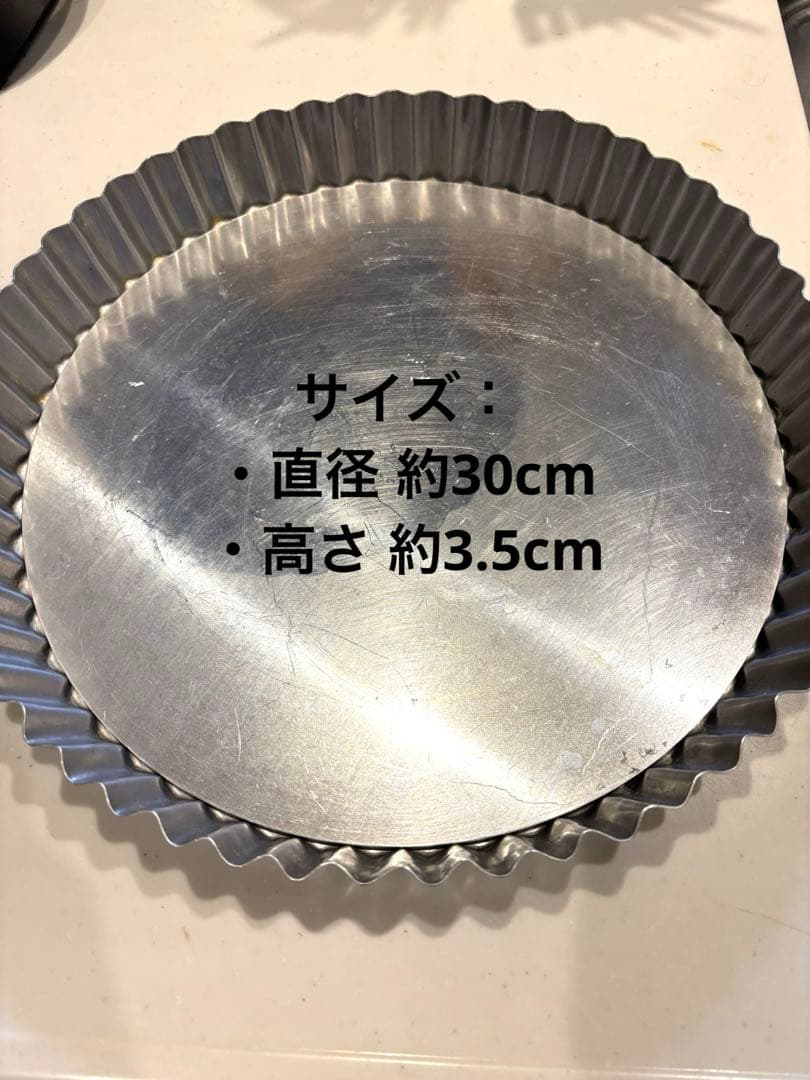 サイズ：
・直径 約30cm
・高さ 約3.5cm